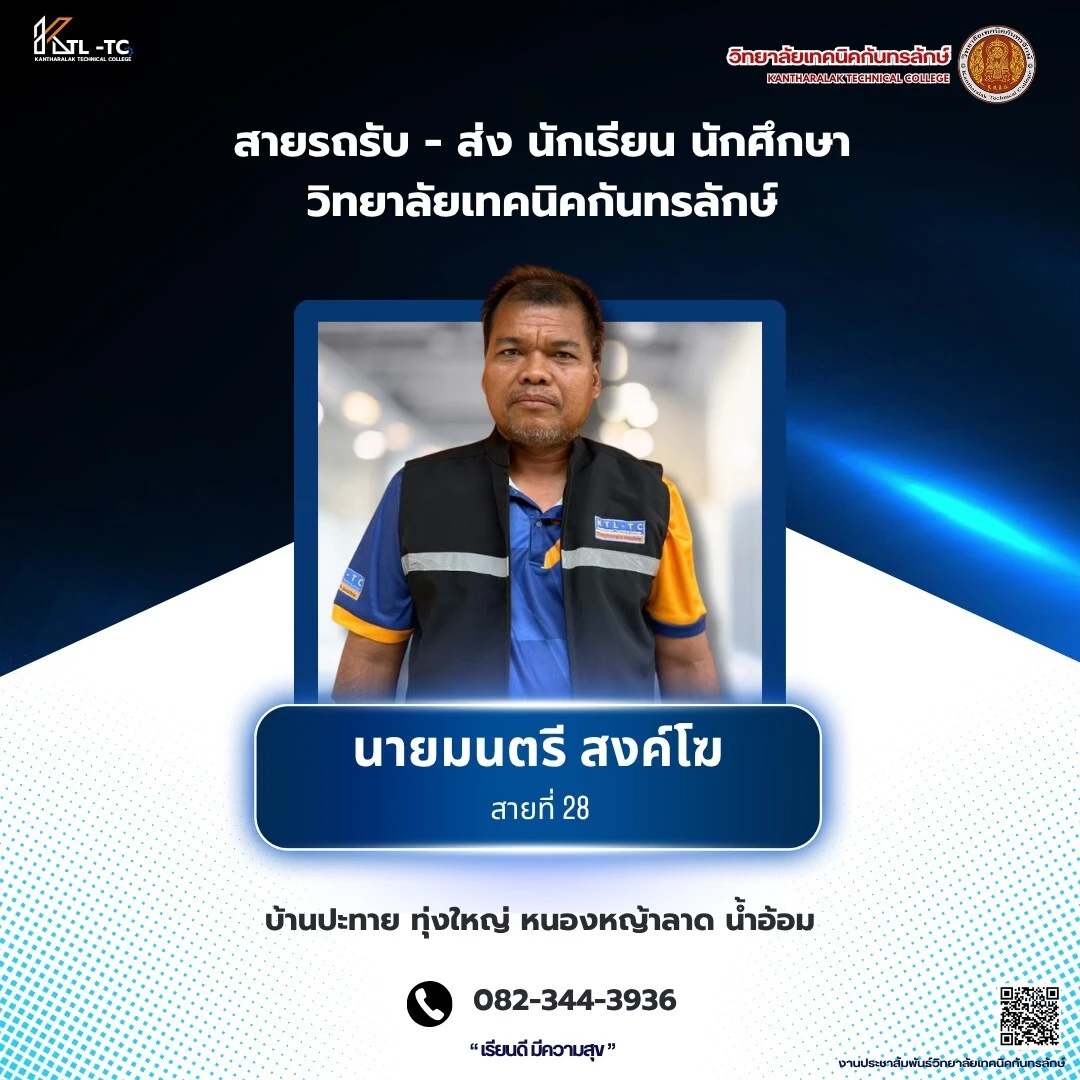 KTL -TC
KANTHARALAK TECHNICAL COLLEGE
วิทยาลัยเทคนิคกันทรลักษ์
KANTHARALAK TECHNICAL COLLEGE
สายรถรับ - ส่ง นักเรียน นักศึกษา
วิทยาลัยเทคนิคกันทรลักษ์
KTL-TC
-TC
นายมนตรี สงค์โฆ
สายที่ 28
บ้านปะทาย ทุ่งใหญ่ หนองหญ้าลาด น้ำอ้อม
082-344-3936
“ เรียนดี มีความสุข ”
งานประชาสัมพันธ์วิทยาลัยเทคนิคกันทรลักษ์